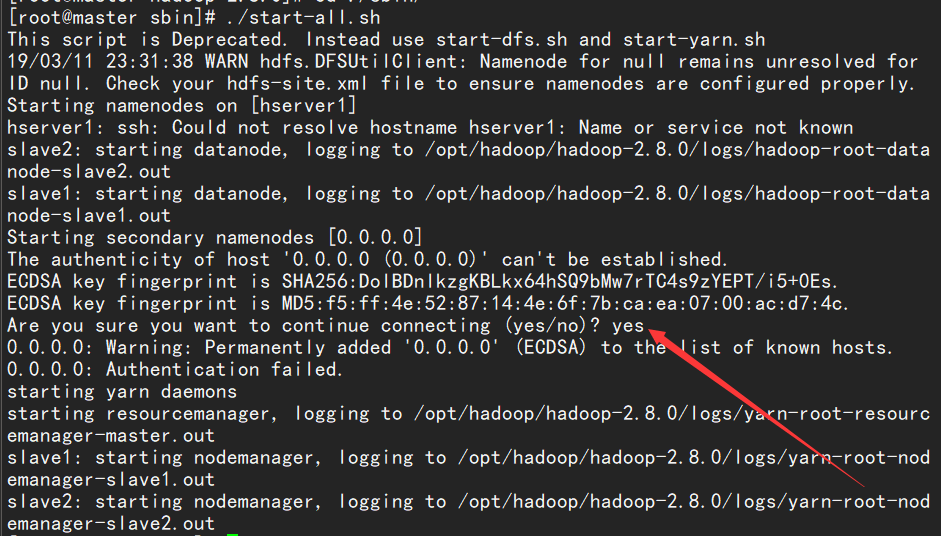 [root@master sbin]# ./start-all.sh
This script is Deprecated. Instead use start-dfs.sh and start-yarn.sh
19/03/11 23:31:38 WARN hdfs.DFSUtilClient: Namenode for null remains unresolved for
ID null. Check your hdfs-site.xml file to ensure namenodes are configured properly.
Starting namenodes on [hserver1]
hserver1: ssh: Could not resolve hostname hserver1: Name or service not known
slave2: starting datanode, logging to /opt/hadoop/hadoop-2.8.0/logs/hadoop-root-data
node-slave2.out
slave1: starting datanode, logging to /opt/hadoop/hadoop-2.8.0/logs/hadoop-root-data
node-slave1.out
Starting secondary namenodes [0.0.0.0]
The authenticity of host '0.0.0.0 (0.0.0.0)' can't be established.
ECDSA key fingerprint is SHA256:DolBDnlkzgKBLkx64hSQ9bMw7rTC4s9zYEPT/i5+0Es.
ECDSA key fingerprint is MD5:f5:ff:4e:52:87:14:4e:6f:7b:ca:ea:07:00:ac:d7:4c.
Are you sure you want to continue connecting (yes/no)? yes
0.0.0.0: Warning: Permanently added '0.0.0.0' (ECDSA) to the list of known hosts.
0.0.0.0: Authentication failed.
starting yarn daemons
starting resourcemanager, logging to /opt/hadoop/hadoop-2.8.0/logs/yarn-root-resourc
emanager-master.out
slave1: starting nodemanager, logging to /opt/hadoop/hadoop-2.8.0/logs/yarn-root-nod
emanager-slave1.out
slave2: starting nodemanager, logging to /opt/hadoop/hadoop-2.8.0/logs/yarn-root-nod
emanager-slave2.out